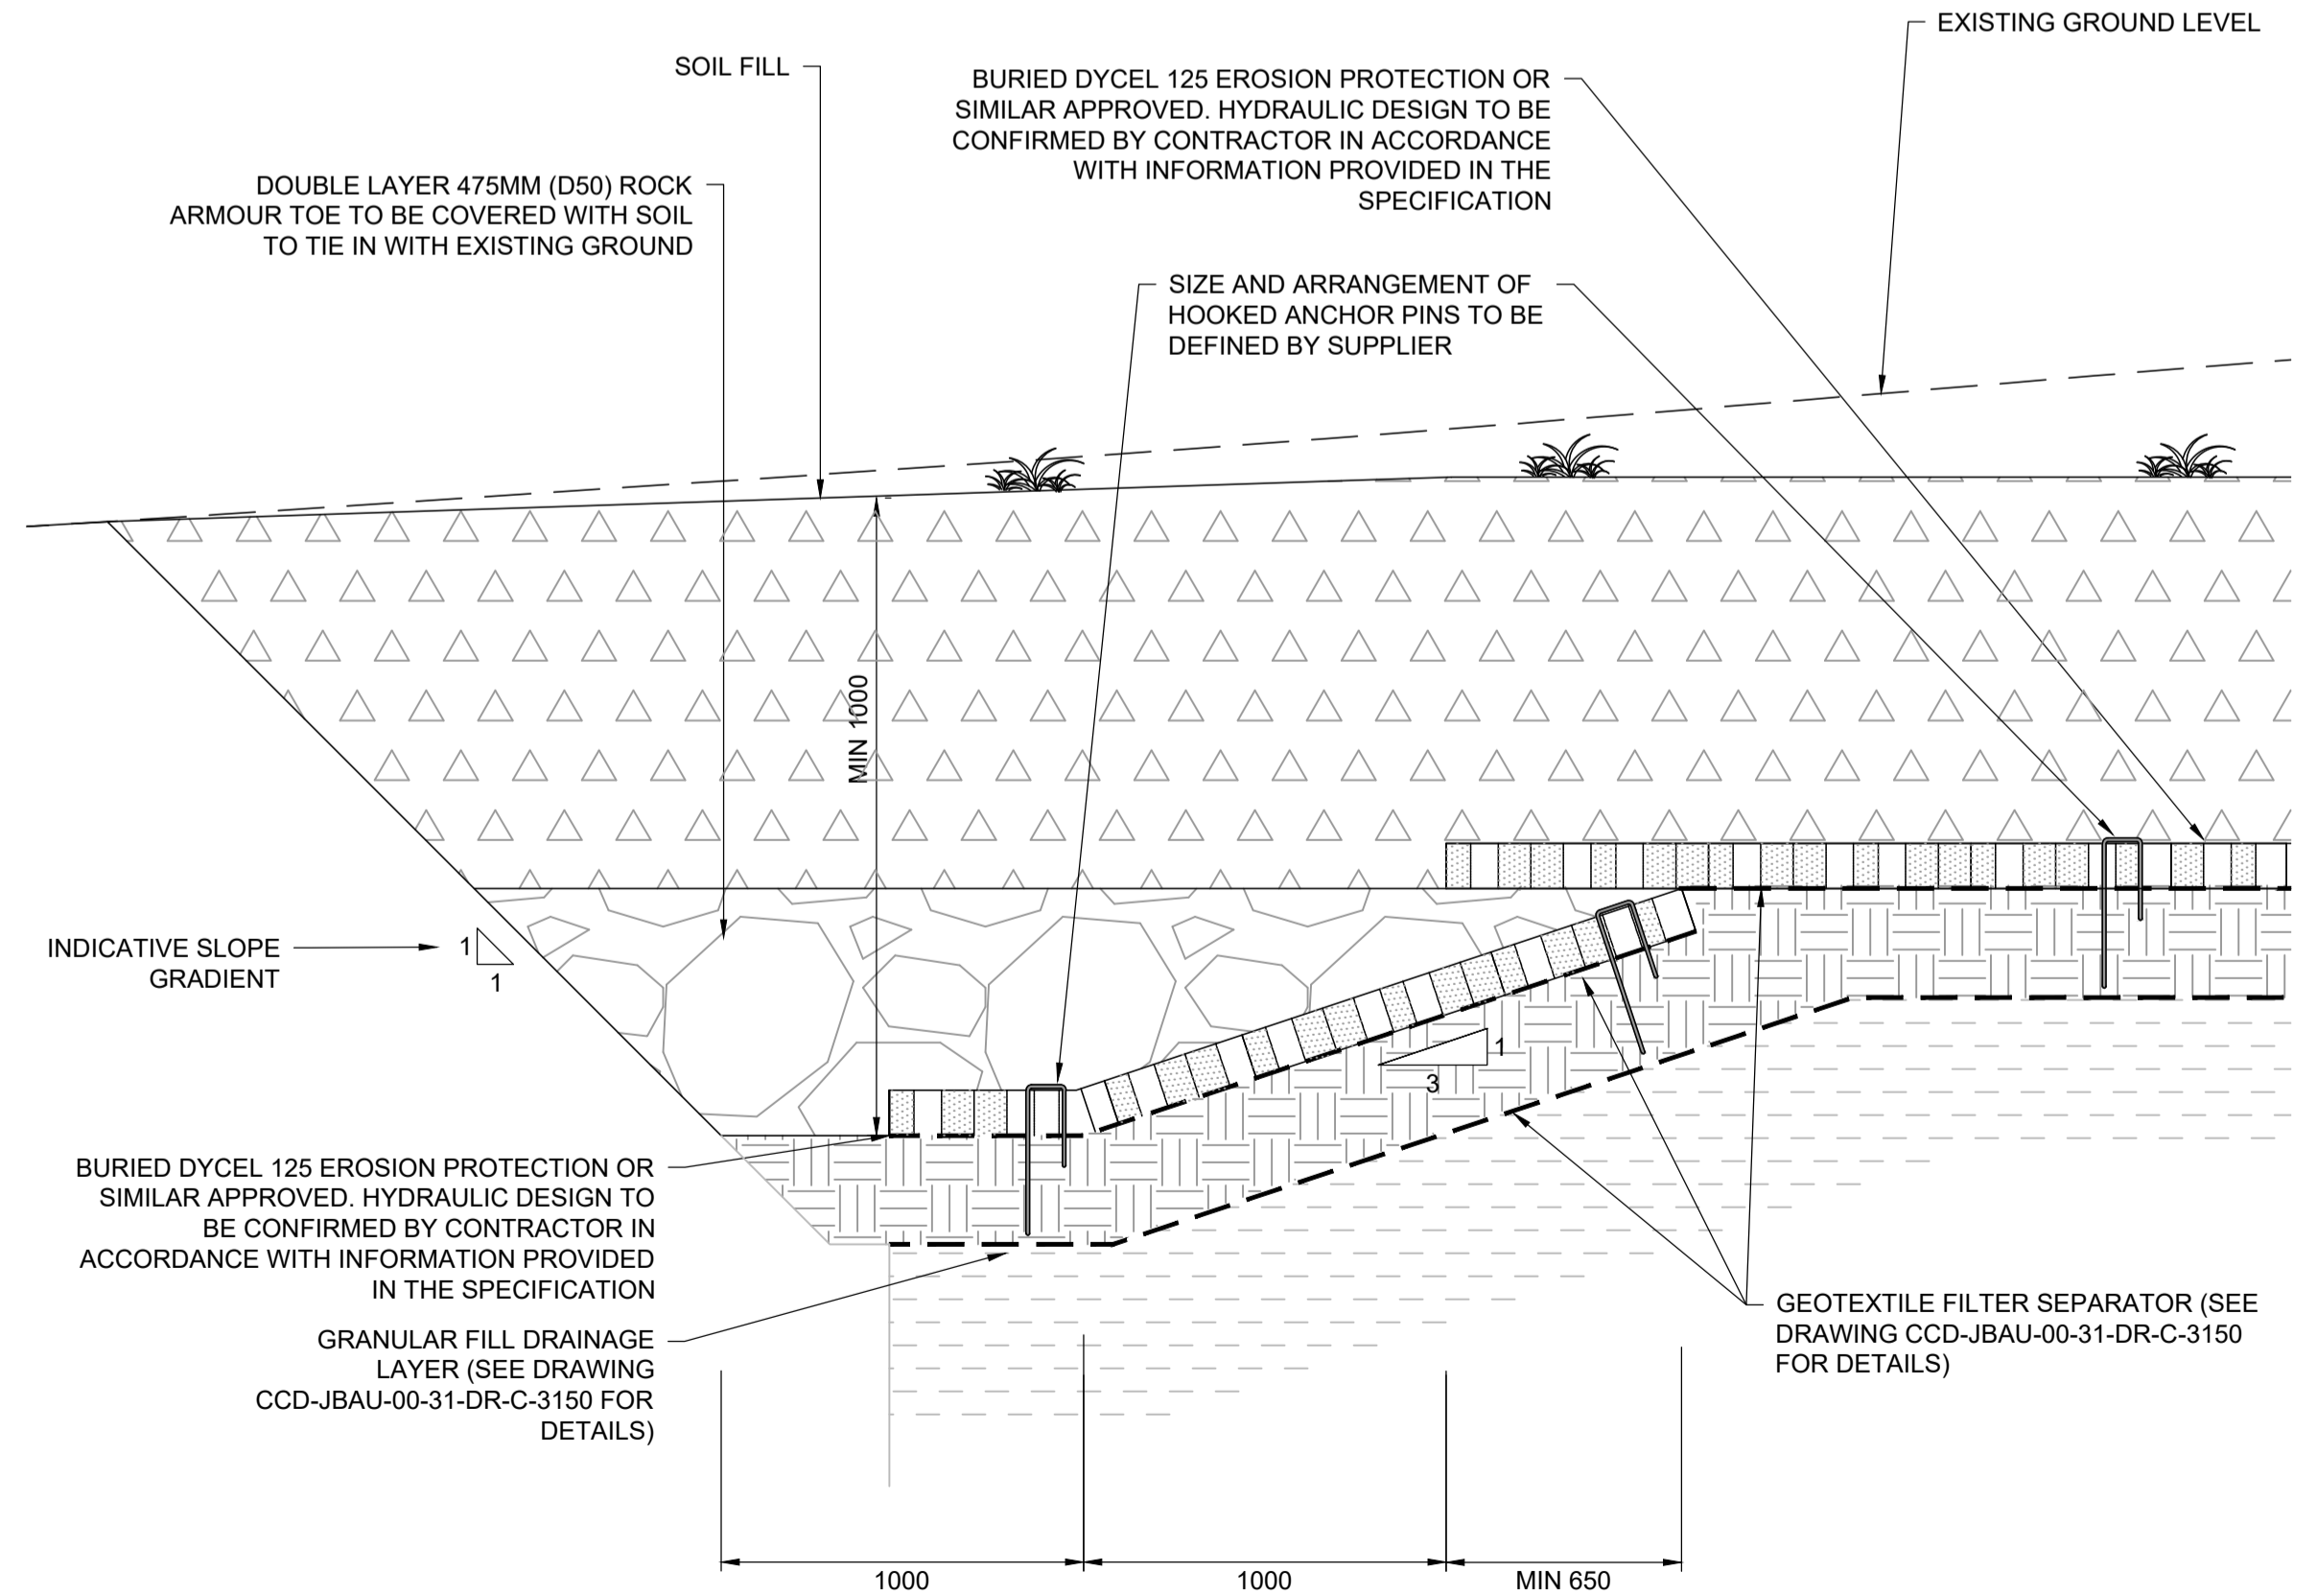 EXISTING GROUND LEVEL
SOIL FILL
BURIED DYCEL 125 EROSION PROTECTION OR
SIMILAR APPROVED. HYDRAULIC DESIGN TO BE
CONFIRMED BY CONTRACTOR IN ACCORDANCE
WITH INFORMATION PROVIDED IN THE
SPECIFICATION
DOUBLE LAYER 475MM (D50) ROCK
ARMOUR TOE TO BE COVERED WITH SOIL
TO TIE IN WITH EXISTING GROUND
SIZE AND ARRANGEMENT OF
HOOKED ANCHOR PINS TO BE
DEFINED BY SUPPLIER
MIN 1000
INDICATIVE SLOPE
GRADIENT
1
1
1
3
BURIED DYCEL 125 EROSION PROTECTION OR
SIMILAR APPROVED. HYDRAULIC DESIGN TO
BE CONFIRMED BY CONTRACTOR IN
ACCORDANCE WITH INFORMATION PROVIDED
IN THE SPECIFICATION
GRANULAR FILL DRAINAGE
LAYER (SEE DRAWING
CCD-JBAU-00-31-DR-C-3150 FOR
DETAILS)
GEOTEXTILE FILTER SEPARATOR (SEE
DRAWING CCD-JBAU-00-31-DR-C-3150
FOR DETAILS)
1000
1000
MIN 650